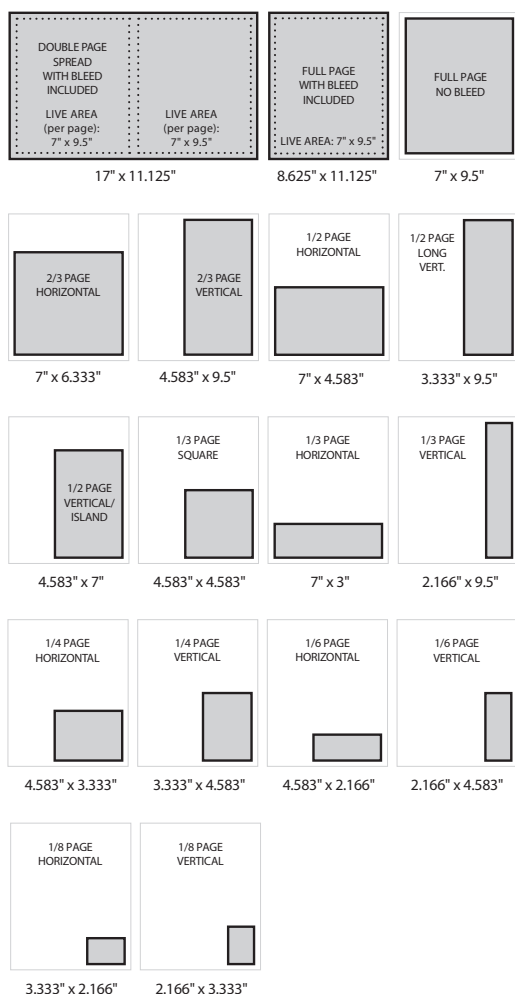 DOUBLE PAGE
SPREAD
WITH BLEED
INCLUDED
LIVE AREA
(per page):
7" x 9.5"
LIVE AREA
(per page):
7" x 9.5"
17" x 11.125"
FULL PAGE
WITH BLEED
INCLUDED
LIVE AREA: 7" x 9.5"
8.625" x 11.125"
FULL PAGE
NO BLEED
7" x 9.5"
2/3 PAGE
HORIZONTAL
7" x 6.333"
2/3 PAGE
VERTICAL
4.583" x 9.5"
1/2 PAGE
HORIZONTAL
7" x 4.583"
1/2 PAGE
LONG
VERT.
3.333" x 9.5"
1/2 PAGE
VERTICAL/
ISLAND
4.583" x 7"
1/3 PAGE
SQUARE
4.583" x 4.583"
1/3 PAGE
HORIZONTAL
7" x 3"
1/3 PAGE
VERTICAL
2.166" x 9.5"
1/4 PAGE
HORIZONTAL
4.583" x 3.333"
1/4 PAGE
VERTICAL
3.333" x 4.583"
1/6 PAGE
HORIZONTAL
4.583" x 2.166"
1/6 PAGE
VERTICAL
2.166" x 4.583"
1/8 PAGE
HORIZONTAL
3.333" x 2.166"
1/8 PAGE
VERTICAL
2.166" x 3.333"